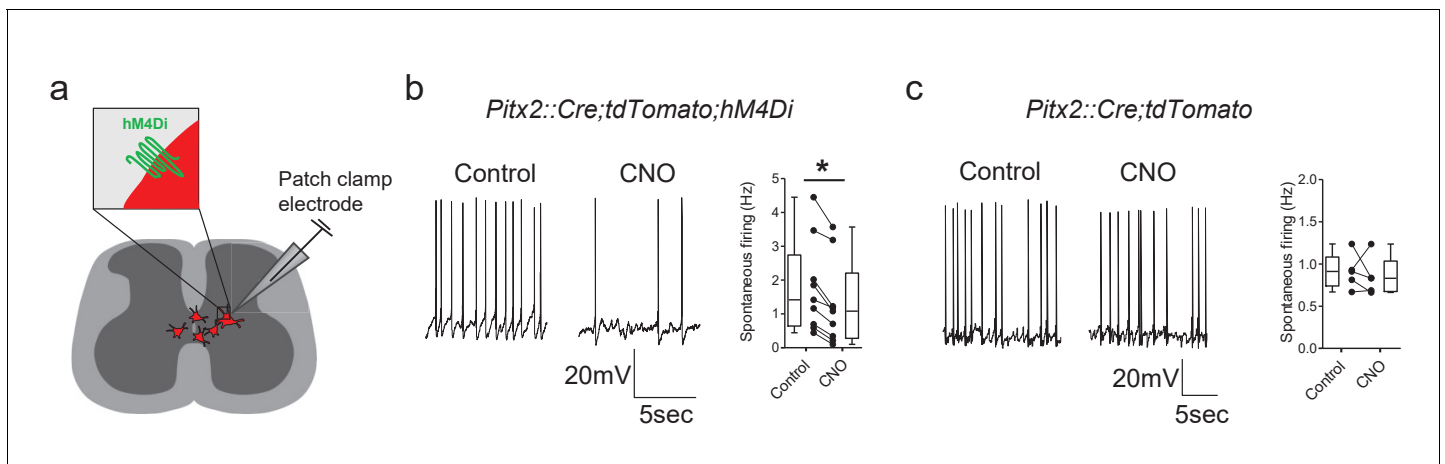 a
hM4Di
Patch clamp
electrode
b
Pitx2::Cre;tdTomato;hM4Di
Control
CNO
20mV
5sec
*
Spontaneous firing (Hz)
5
4
3
2
1
0
Control
CNO
c
Pitx2::Cre;tdTomato
Control
CNO
20mV
5sec
Spontaneous firing (Hz)
2.0
1.5
1.0
0.5
0.0
Control
CNO